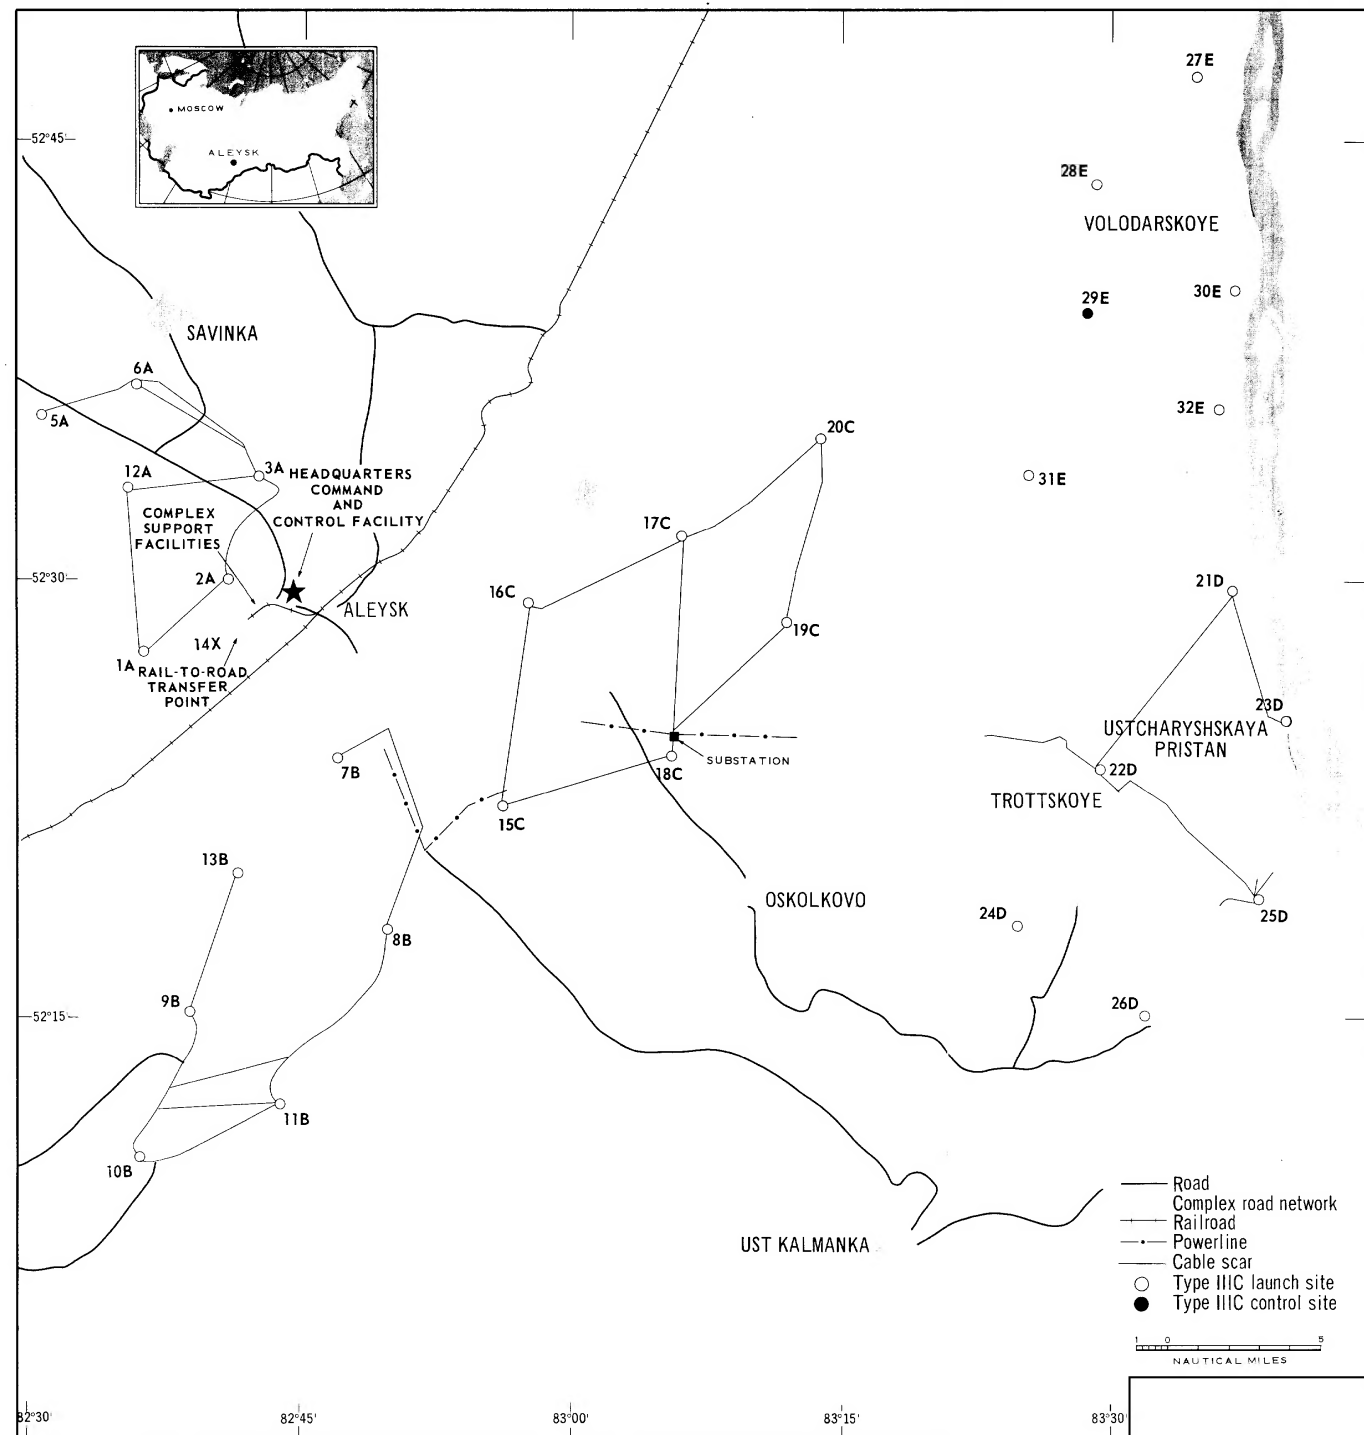 27E
MOSCOW
52°45'
ALEYSK
28E
VOLODARSKOYE
30E
29E
SAVINKA
6A
32E
5A
20C
12A
3A
HEADQUARTERS
COMMAND
AND
CONTROL FACILITY
31E
COMPLEX
SUPPORT
FACILITIES
17C
52°30'
2A
21D
16C
ALEYSK
19C
14X
1A
RAIL-TO-ROAD
TRANSFER
POINT
23D
USTCHARYSHSKAYA
PRISTAN
7B
18C
SUBSTATION
22D
TROTTSKOYE
15C
13B
OSKOLKOVO
24D
25D
8B
9B
26D
52°15'
11B
10B
UST KALMANKA
Road
Complex road network
Railroad
Powerline
Cable scar
Type IIIC launch site
Type IIIC control site
1 0 5
NAUTICAL MILES
82°30'
82°45'
83°00'
83°15'
83°30'